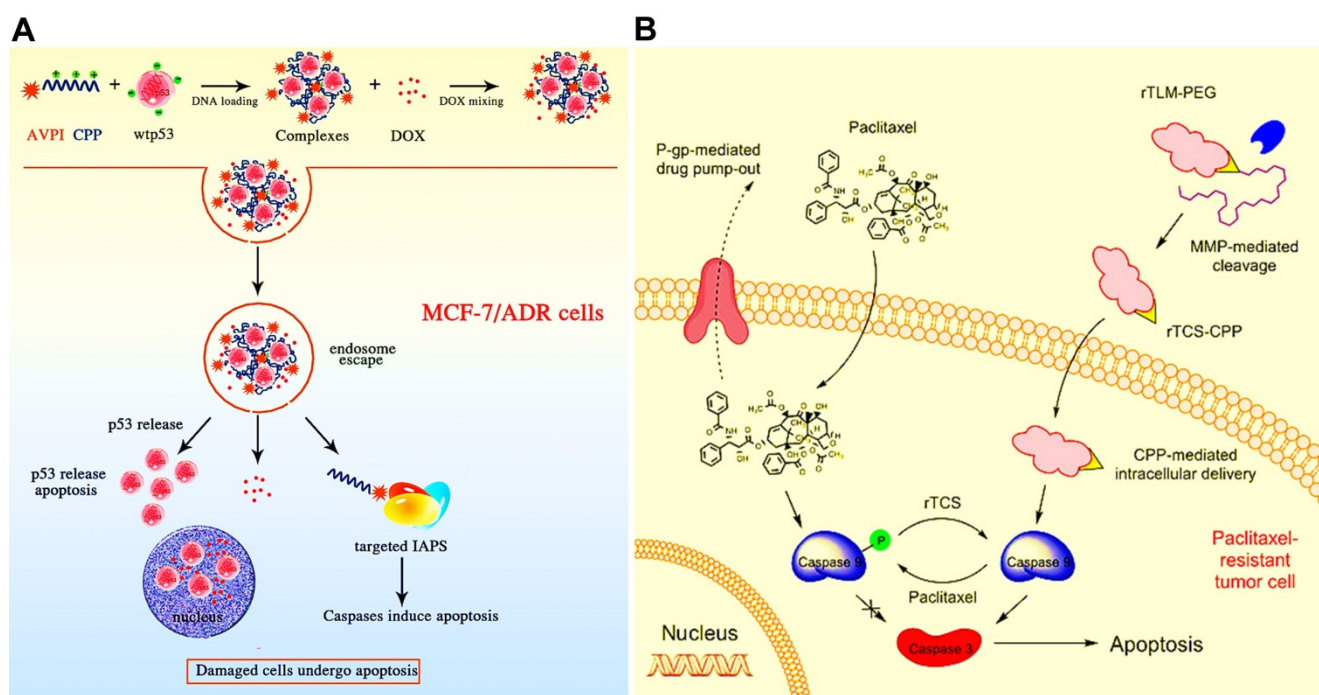 A
+ + +
+
p53
DNA loading
+
DOX mixing
AVPI CPP
wtp53
Complexes
DOX
MCF-7/ADR cells
endosome
escape
p53 release
p53 release
apoptosis
targeted IAPS
nucleus
Caspases induce apoptosis
Damaged cells undergo apoptosis
B
rTLM-PEG
Paclitaxel
P-gp-mediated
drug pump-out
MMP-mediated
cleavage
rTCS-CPP
CPP-mediated
intracellular delivery
rTCS
P
Caspase 9
Caspase 9
Paclitaxel
Paclitaxel-
resistant
tumor cell
Nucleus
Caspase 3
Apoptosis